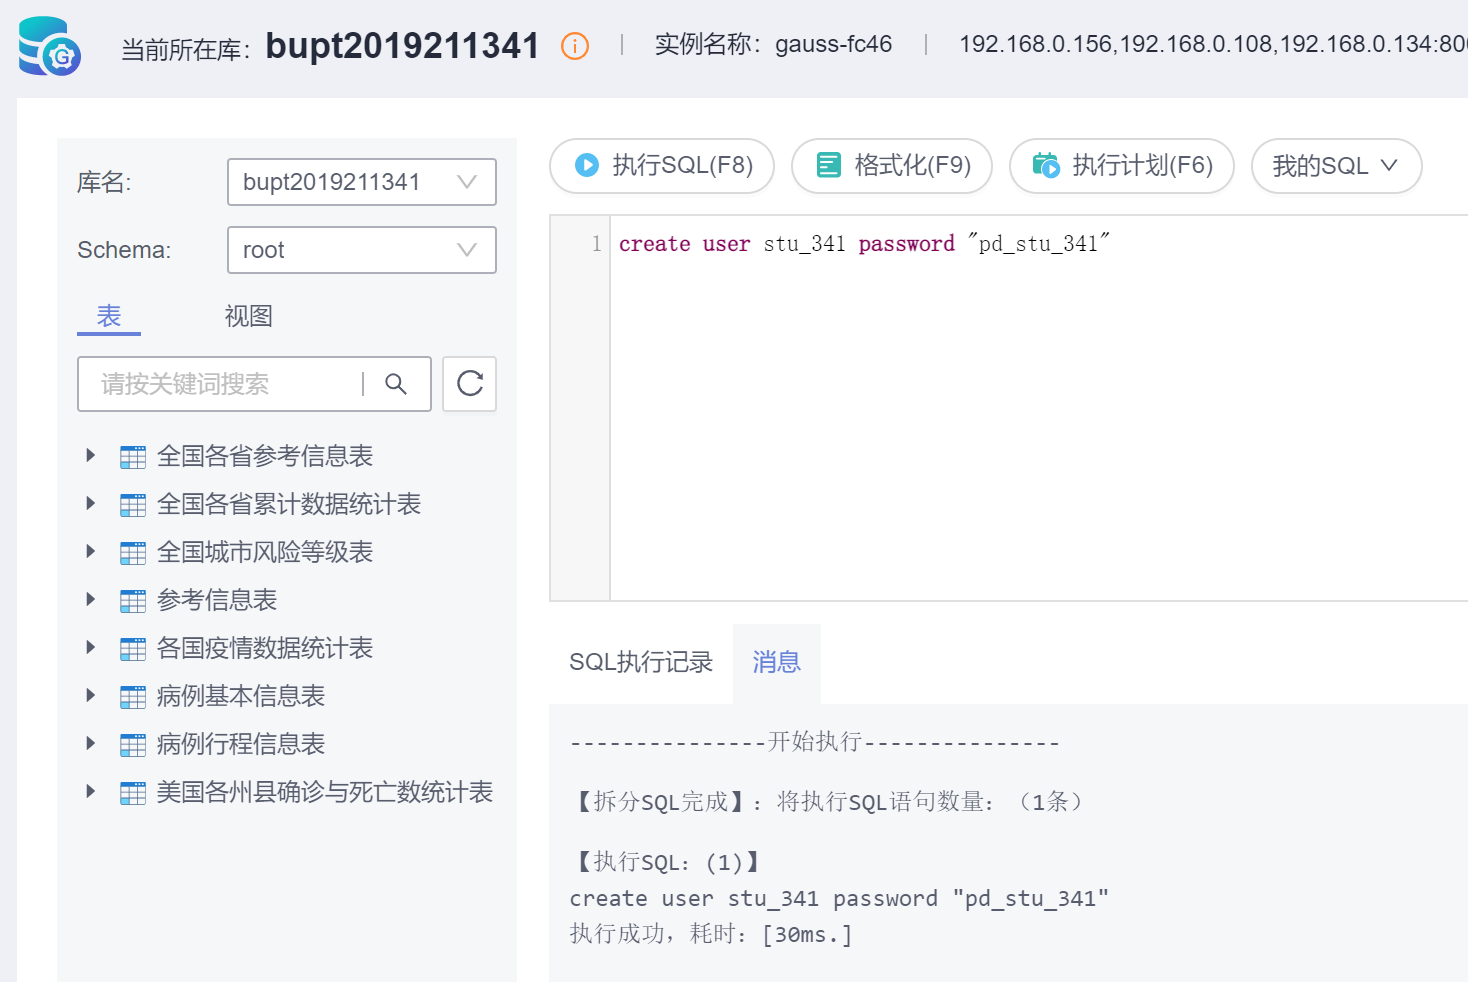 当前所在库：bupt2019211341 | 实例名称：gauss-fc46 | 192.168.0.156,192.168.0.108,192.168.0.134:80
库名: bupt2019211341
Schema: root
表 视图
请按关键词搜索
全国各省参考信息表
全国各省累计数据统计表
全国城市风险等级表
参考信息表
各国疫情数据统计表
病例基本信息表
病例行程信息表
美国各州县确诊与死亡数统计表
执行SQL(F8) 格式化(F9) 执行计划(F6) 我的SQL
1 create user stu_341 password "pd_stu_341"
SQL执行记录 消息
---------------开始执行---------------
【拆分SQL完成】：将执行SQL语句数量：（1条）
【执行SQL：(1)】
create user stu_341 password "pd_stu_341"
执行成功，耗时：[30ms.]